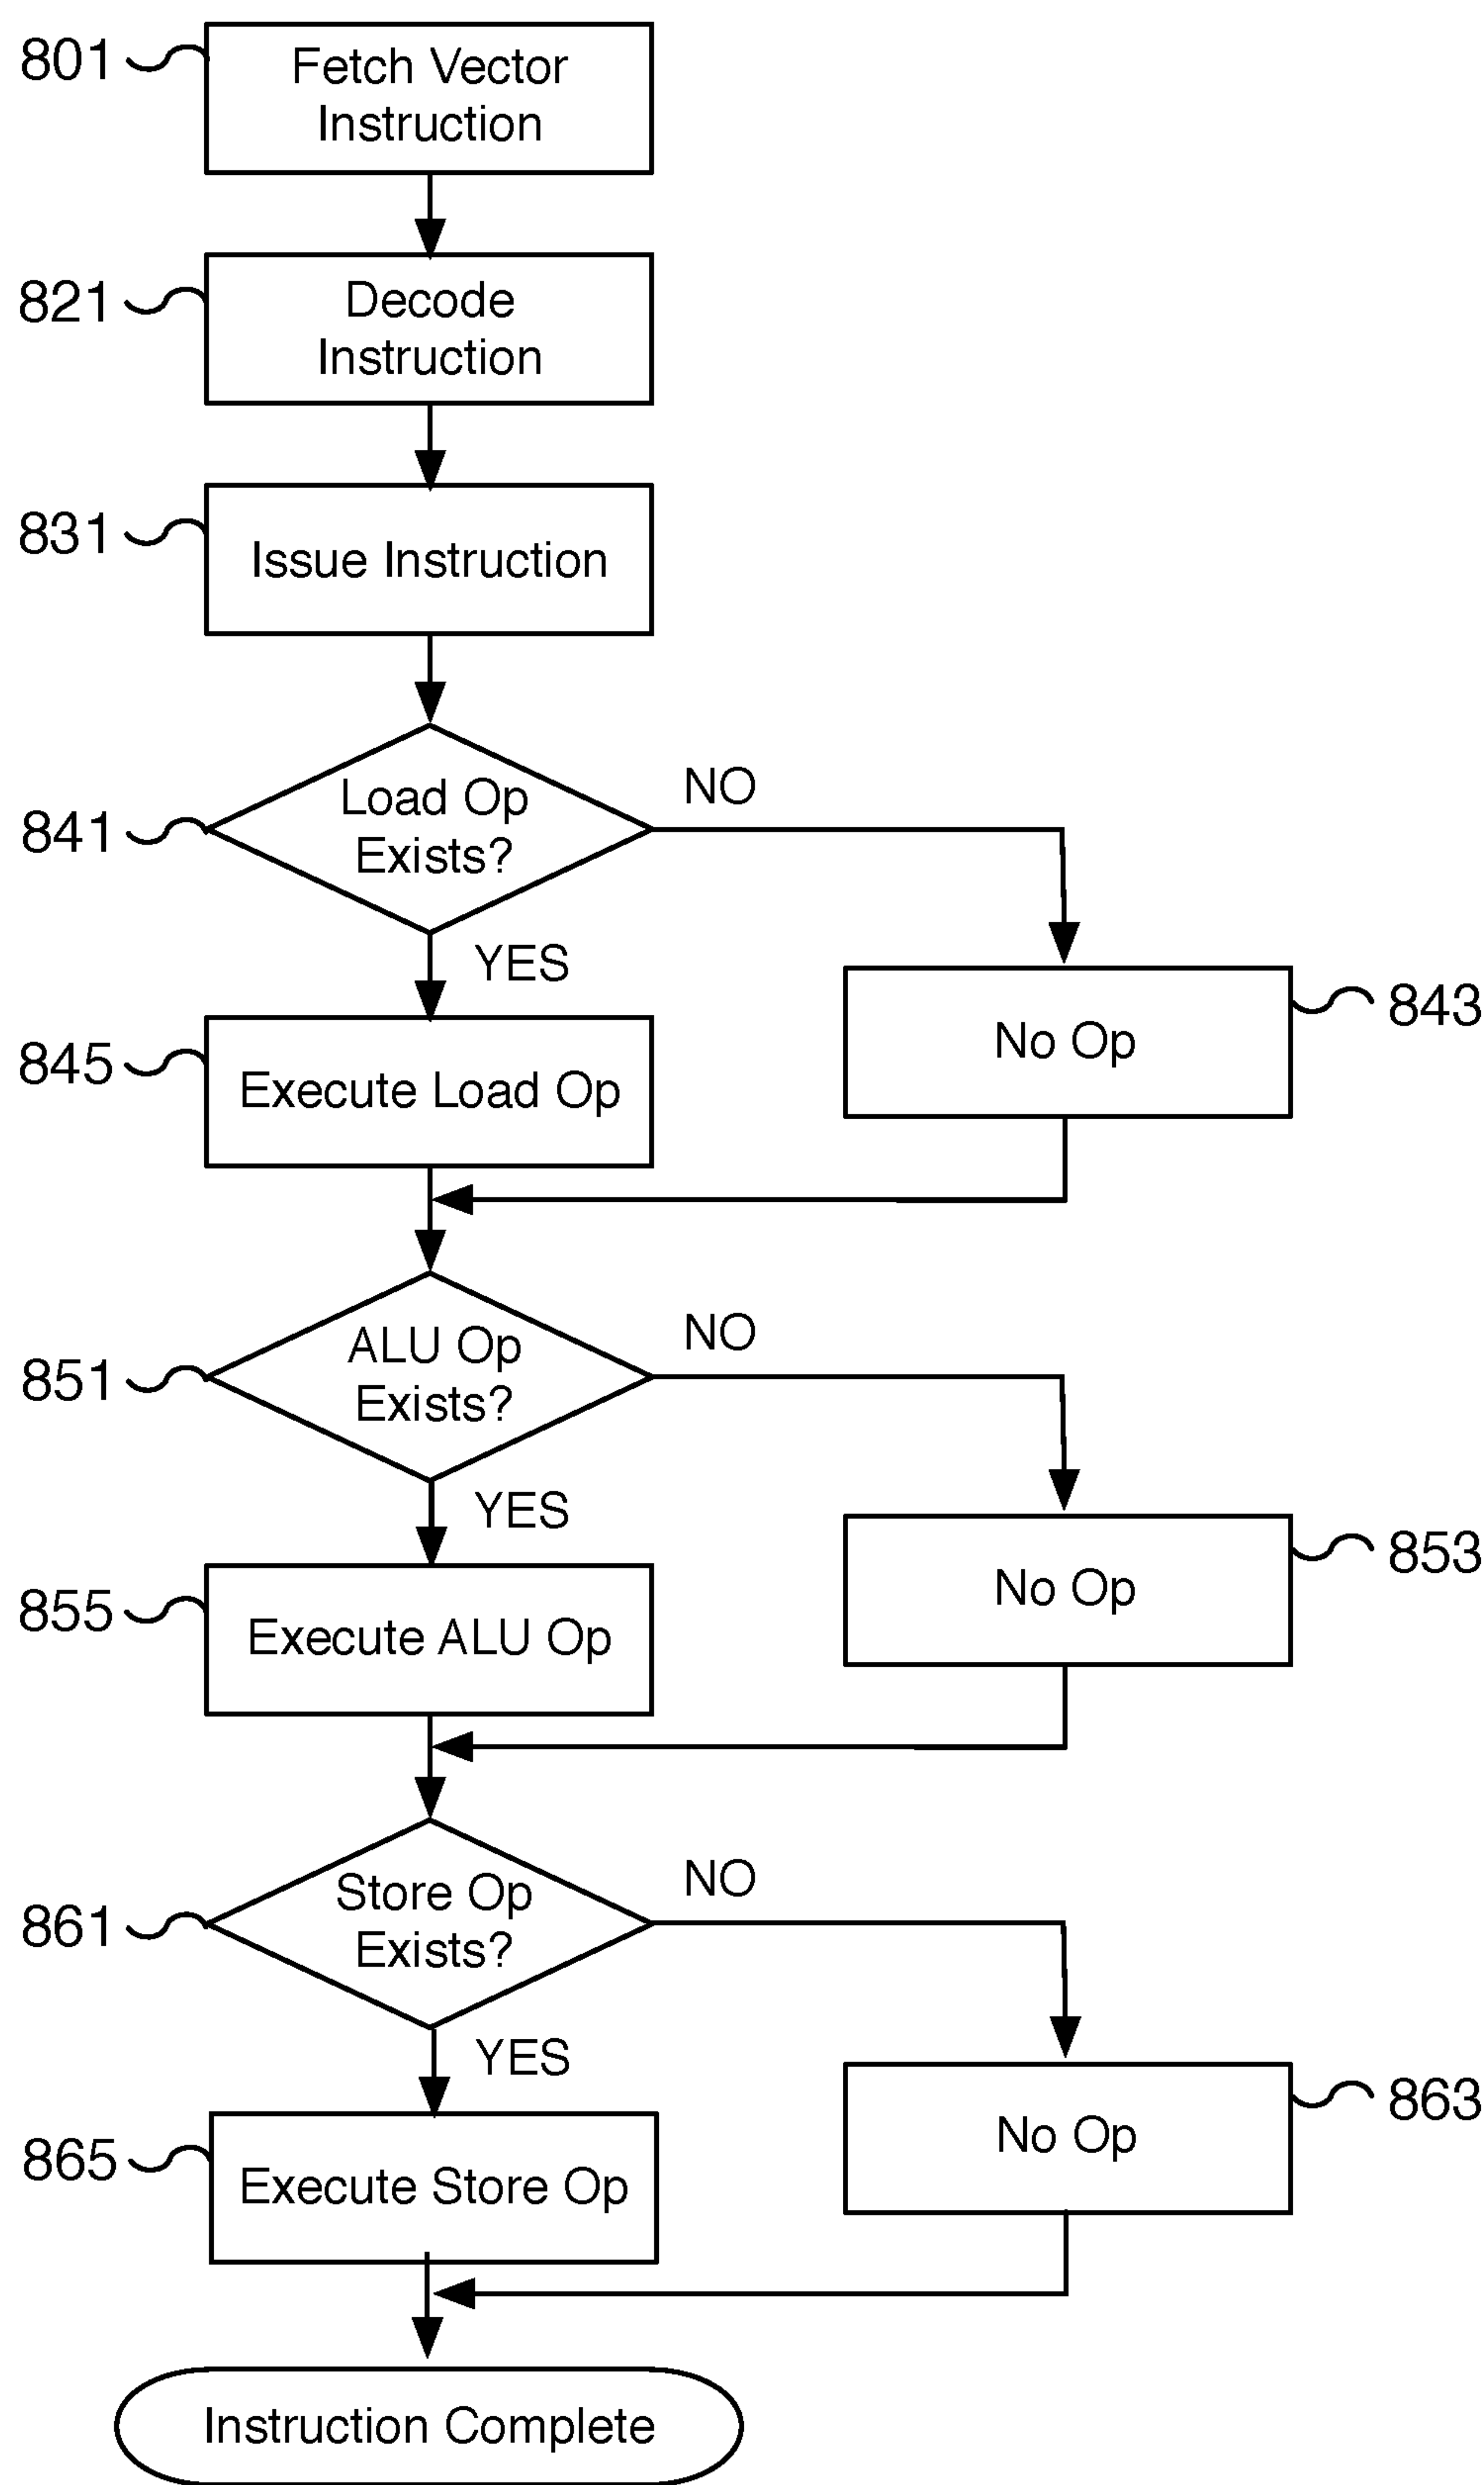 801
Fetch Vector
Instruction
821
Decode
Instruction
831
Issue Instruction
841
Load Op
Exists?
NO
YES
843
No Op
845
Execute Load Op
851
ALU Op
Exists?
NO
YES
853
No Op
855
Execute ALU Op
861
Store Op
Exists?
NO
YES
863
No Op
865
Execute Store Op
Instruction Complete